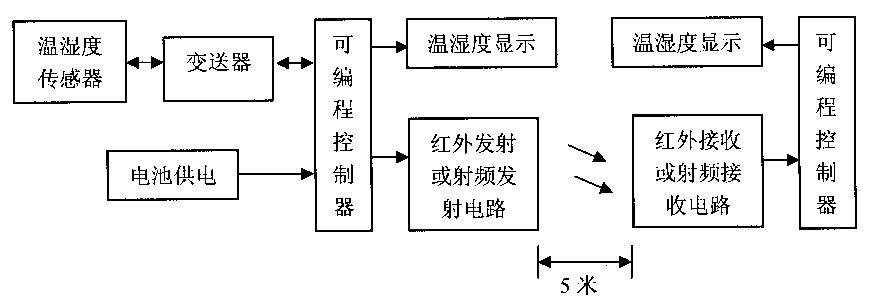 温湿度
传感器
变送器
可编程控制器
温湿度显示
电池供电
红外发射
或射频发
射电路
温湿度显示
红外接收
或射频接
收电路
可编程控制器
5 米